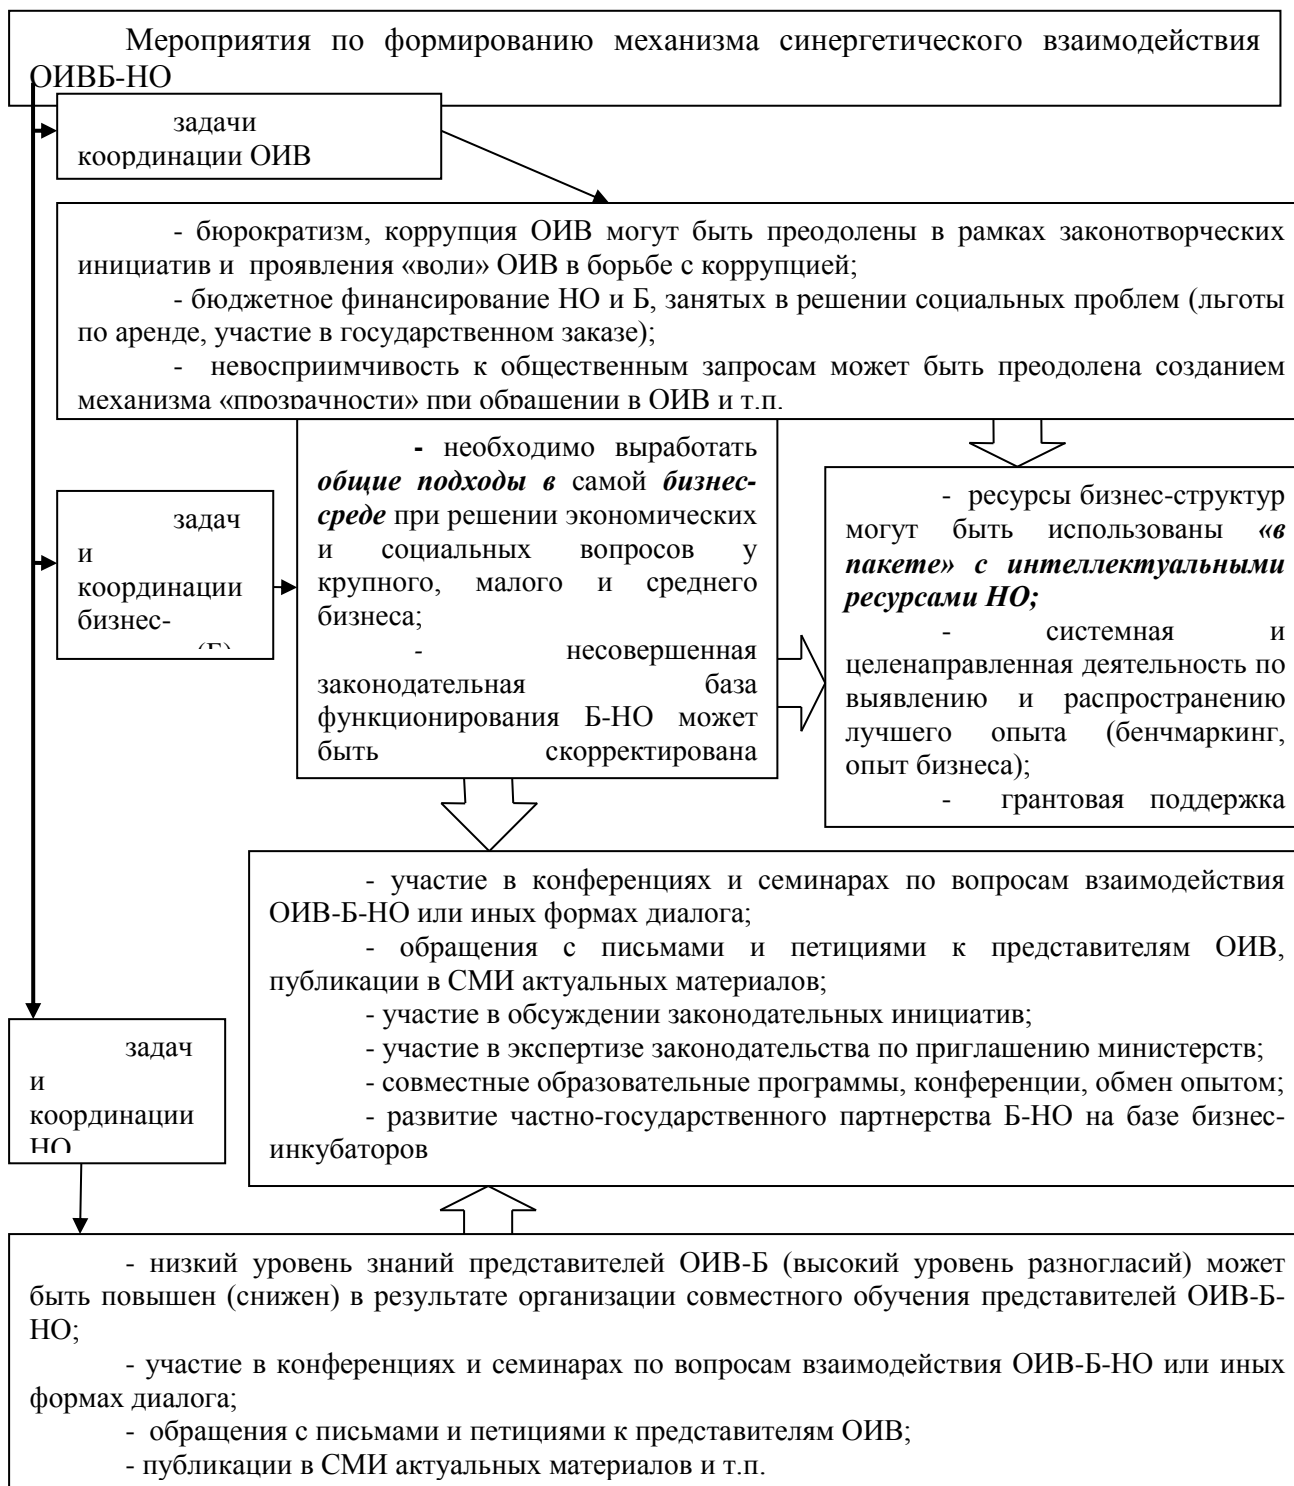 Мероприятия по формированию механизма синергетического взаимодействия
ОИВБ-НО
задачи
координации ОИВ
- бюрократизм, коррупция ОИВ могут быть преодолены в рамках законотворческих
инициатив и проявления «воли» ОИВ в борьбе с коррупцией;
- бюджетное финансирование НО и Б, занятых в решении социальных проблем (льготы
по аренде, участие в государственном заказе);
- невосприимчивость к общественным запросам может быть преодолена созданием
механизма «прозрачности» при обращении в ОИВ и т.п.
задач
и
координации
бизнес-
(Б)
- необходимо выработать
общие подходы в самой бизнес-
среде при решении экономических
и социальных вопросов у
крупного, малого и среднего
бизнеса;
- несовершенная
законодательная база
функционирования Б-НО может
быть скорректирована
- ресурсы бизнес-структур
могут быть использованы «в
пакете» с интеллектуальными
ресурсами НО;
- системная и
целенаправленная деятельность по
выявлению и распространению
лучшего опыта (бенчмаркинг,
опыт бизнеса);
- грантовая поддержка
- участие в конференциях и семинарах по вопросам взаимодействия
ОИВ-Б-НО или иных формах диалога;
- обращения с письмами и петициями к представителям ОИВ,
публикации в СМИ актуальных материалов;
- участие в обсуждении законодательных инициатив;
- участие в экспертизе законодательства по приглашению министерств;
- совместные образовательные программы, конференции, обмен опытом;
- развитие частно-государственного партнерства Б-НО на базе бизнес-
инкубаторов
задач
и
координации
НО
- низкий уровень знаний представителей ОИВ-Б (высокий уровень разногласий) может
быть повышен (снижен) в результате организации совместного обучения представителей ОИВ-Б-
НО;
- участие в конференциях и семинарах по вопросам взаимодействия ОИВ-Б-НО или иных
формах диалога;
- обращения с письмами и петициями к представителям ОИВ;
- публикации в СМИ актуальных материалов и т.п.